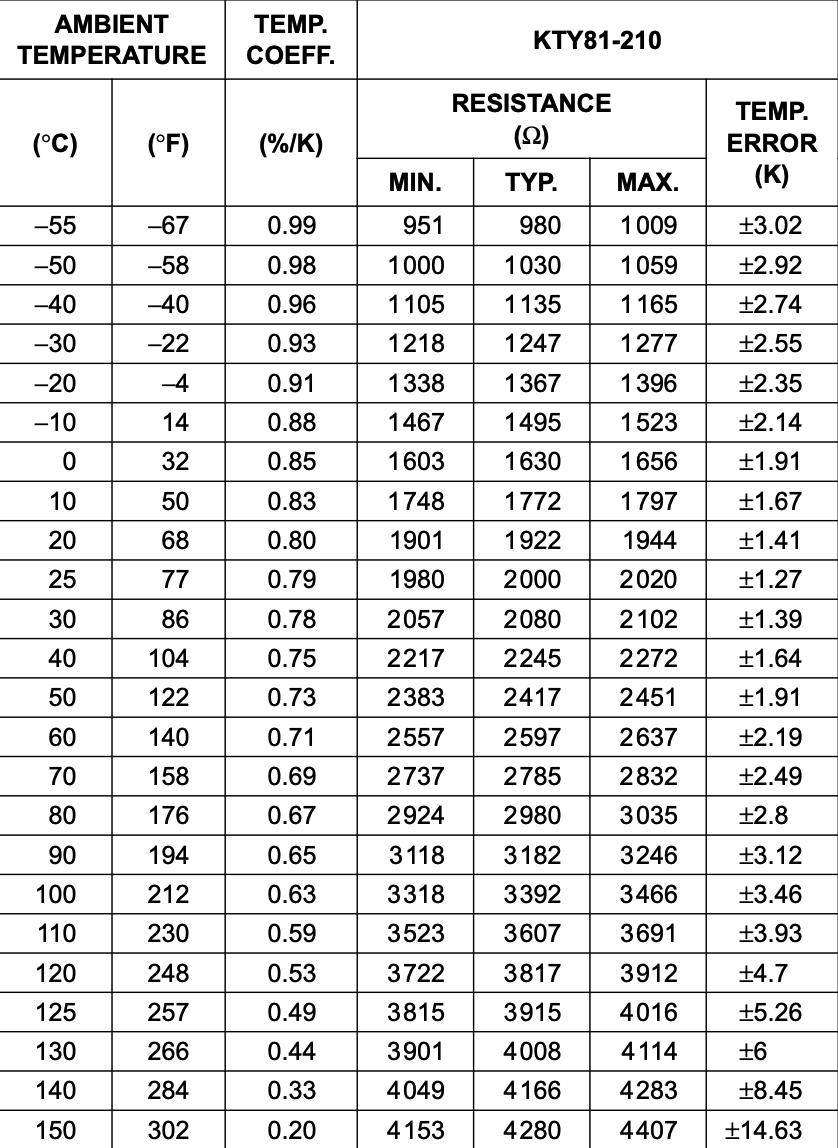 AMBIENT TEMPERATURE TEMP. COEFF. KTY81-210
(°C) (°F) (%/K) RESISTANCE (Ω) TEMP. ERROR (K)
MIN. TYP. MAX.
–55 –67 0.99 951 980 1009 ±3.02
–50 –58 0.98 1000 1030 1059 ±2.92
–40 –40 0.96 1105 1135 1165 ±2.74
–30 –22 0.93 1218 1247 1277 ±2.55
–20 –4 0.91 1338 1367 1396 ±2.35
–10 14 0.88 1467 1495 1523 ±2.14
0 32 0.85 1603 1630 1656 ±1.91
10 50 0.83 1748 1772 1797 ±1.67
20 68 0.80 1901 1922 1944 ±1.41
25 77 0.79 1980 2000 2020 ±1.27
30 86 0.78 2057 2080 2102 ±1.39
40 104 0.75 2217 2245 2272 ±1.64
50 122 0.73 2383 2417 2451 ±1.91
60 140 0.71 2557 2597 2637 ±2.19
70 158 0.69 2737 2785 2832 ±2.49
80 176 0.67 2924 2980 3035 ±2.8
90 194 0.65 3118 3182 3246 ±3.12
100 212 0.63 3318 3392 3466 ±3.46
110 230 0.59 3523 3607 3691 ±3.93
120 248 0.53 3722 3817 3912 ±4.7
125 257 0.49 3815 3915 4016 ±5.26
130 266 0.44 3901 4008 4114 ±6
140 284 0.33 4049 4166 4283 ±8.45
150 302 0.20 4153 4280 4407 ±14.63